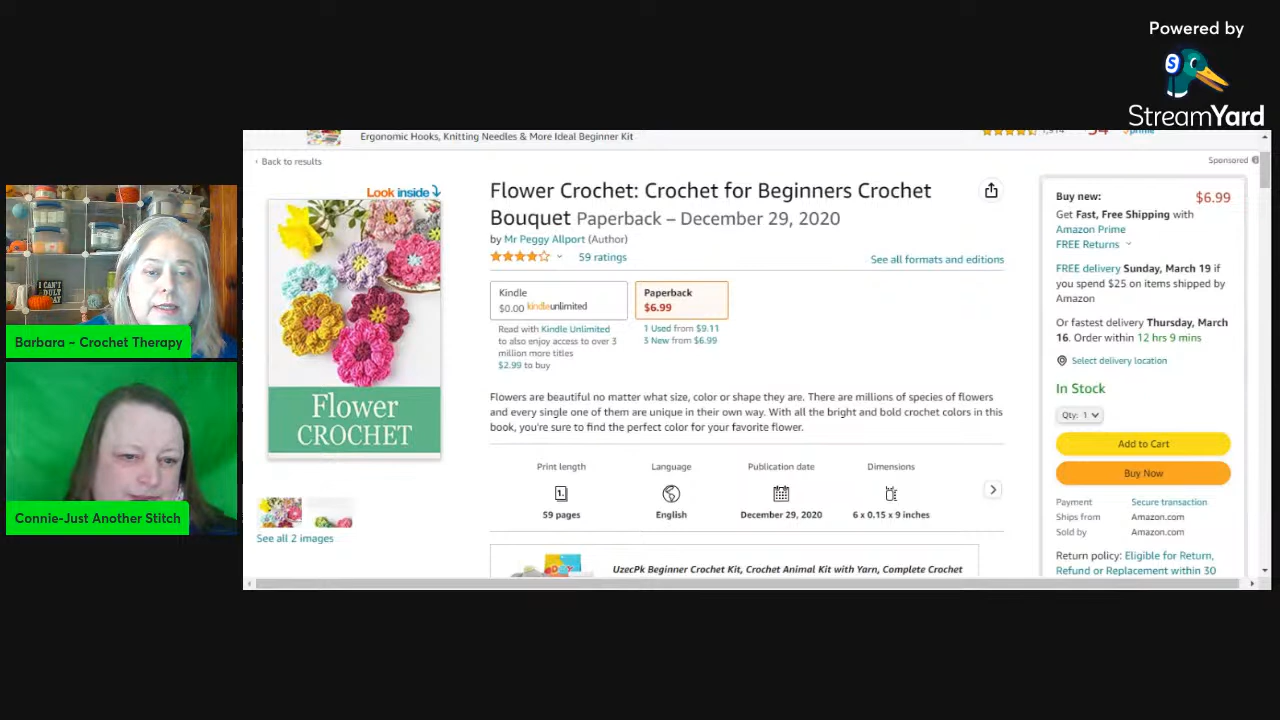 Powered by
S
StreamYard
Ergonomic Hooks, Knitting Needles & More Ideal Beginner Kit
1,914
prime
‹ Back to results
Sponsored
Look inside
Flower Crochet: Crochet for Beginners Crochet
Bouquet Paperback – December 29, 2020
by Mr Peggy Allport (Author)
59 ratings
See all formats and editions
Kindle
$0.00 kindleunlimited
Paperback
$6.99
Read with Kindle Unlimited
to also enjoy access to over 3
million more titles
$2.99 to buy
1 Used from $9.11
3 New from $6.99
Flowers are beautiful no matter what size, color or shape they are. There are millions of species of flowers
and every single one of them are unique in their own way. With all the bright and bold crochet colors in this
book, you're sure to find the perfect color for your favorite flower.
Print length
59 pages
Language
English
Publication date
December 29, 2020
Dimensions
6 x 0.15 x 9 inches
UzecPk Beginner Crochet Kit, Crochet Animal Kit with Yarn, Complete Crochet
Flower
CROCHET
See all 2 images
Buy new:
$6.99
Get Fast, Free Shipping with
Amazon Prime
FREE Returns
FREE delivery Sunday, March 19 if
you spend $25 on items shipped by
Amazon
Or fastest delivery Thursday, March
16. Order within 12 hrs 9 mins
Select delivery location
In Stock
Qty: 1
Add to Cart
Buy Now
Payment Secure transaction
Ships from Amazon.com
Sold by Amazon.com
Return policy: Eligible for Return,
Refund or Replacement within 30
I CAN'T
ADULT
Barbara – Crochet Therapy
Connie-Just Another Stitch